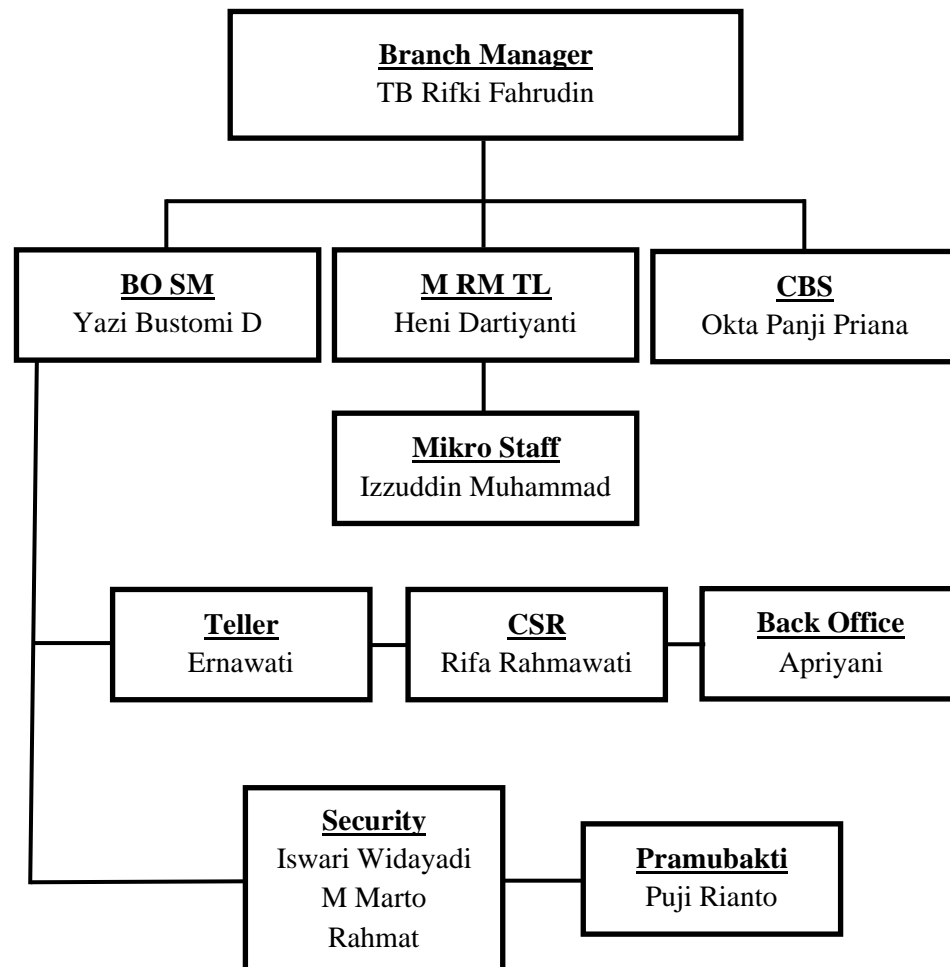 Branch Manager
TB Rifki Fahrudin
BO SM
Yazi Bustomi D
M RM TL
Heni Dartiyanti
CBS
Okta Panji Priana
Mikro Staff
Izzuddin Muhammad
Teller
Ernawati
CSR
Rifa Rahmawati
Back Office
Apriyani
Security
Iswari Widayadi
M Marto
Rahmat
Pramubakti
Puji Rianto